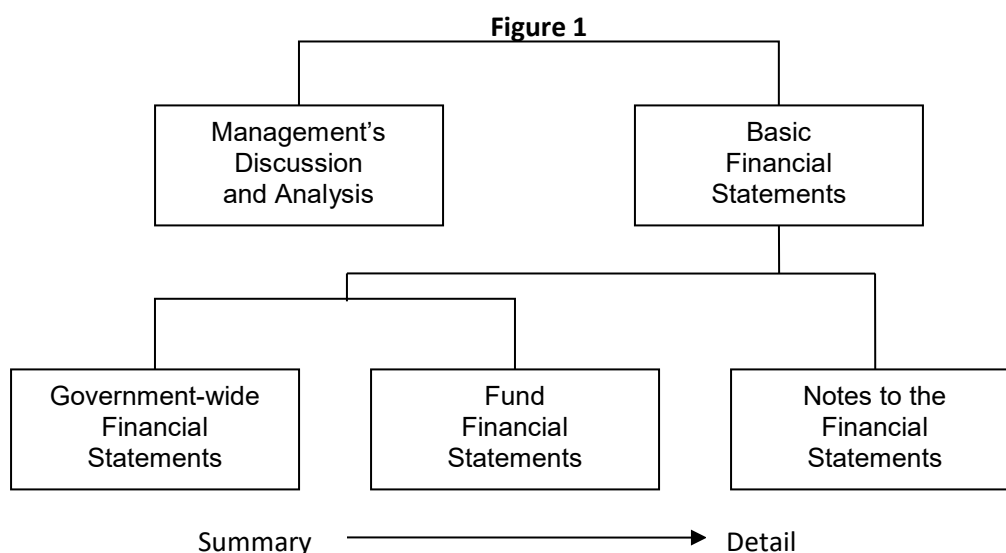 Figure 1
Management’s
Discussion
and Analysis
Basic
Financial
Statements
Government-wide
Financial
Statements
Fund
Financial
Statements
Notes to the
Financial
Statements
Summary
Detail